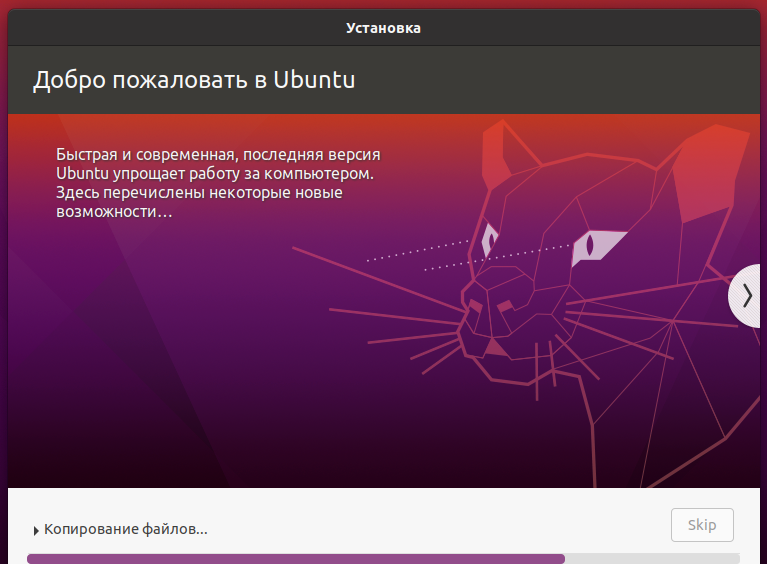 Установка
Добро пожаловать в Ubuntu
Быстрая и современная, последняя версия
Ubuntu упрощает работу за компьютером.
Здесь перечислены некоторые новые
возможности…
Копирование файлов...
Skip